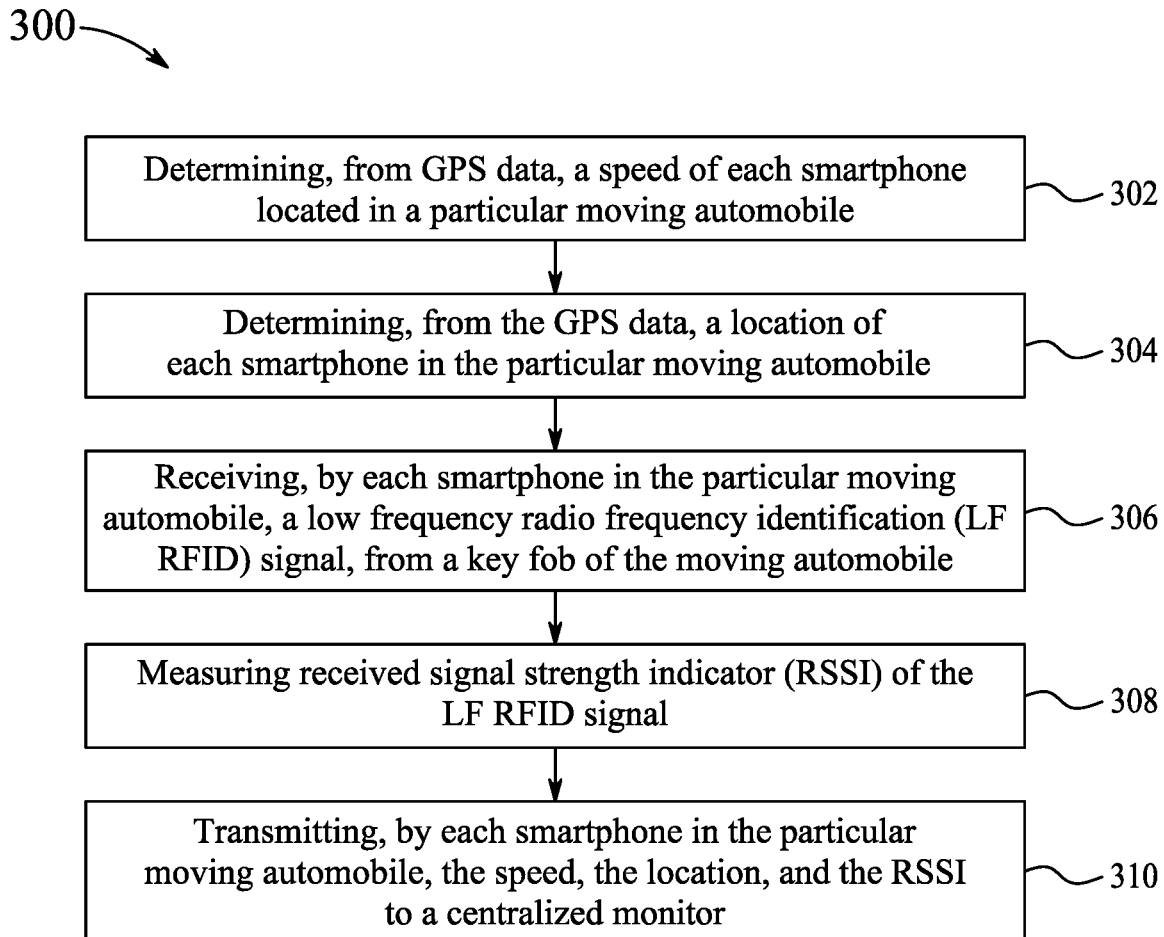 300
Determining, from GPS data, a speed of each smartphone
located in a particular moving automobile
302
Determining, from the GPS data, a location of
each smartphone in the particular moving automobile
304
Receiving, by each smartphone in the particular moving
automobile, a low frequency radio frequency identification (LF
RFID) signal, from a key fob of the moving automobile
306
Measuring received signal strength indicator (RSSI) of the
LF RFID signal
308
Transmitting, by each smartphone in the particular
moving automobile, the speed, the location, and the RSSI
to a centralized monitor
310